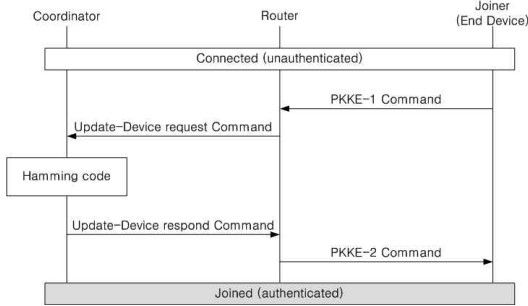 Coordinator
Router
Joiner
(End Device)
Connected (unauthenticated)
PKKE-1 Command
Update-Device request Command
Hamming code
Update-Device respond Command
PKKE-2 Command
Joined (authenticated)